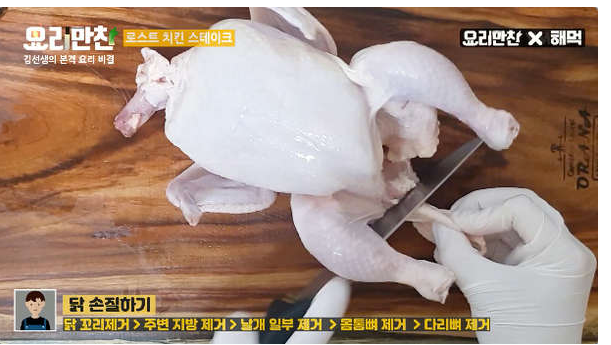 요리만찬
로스트 치킨 스테이크
요리만찬 X 해먹
김선생의 본격 요리 비결
DRANA
닭 손질하기
닭 꼬리제거 > 주변 지방 제거 > 날개 일부 제거 > 몸통뼈 제거 > 다리뼈 제거